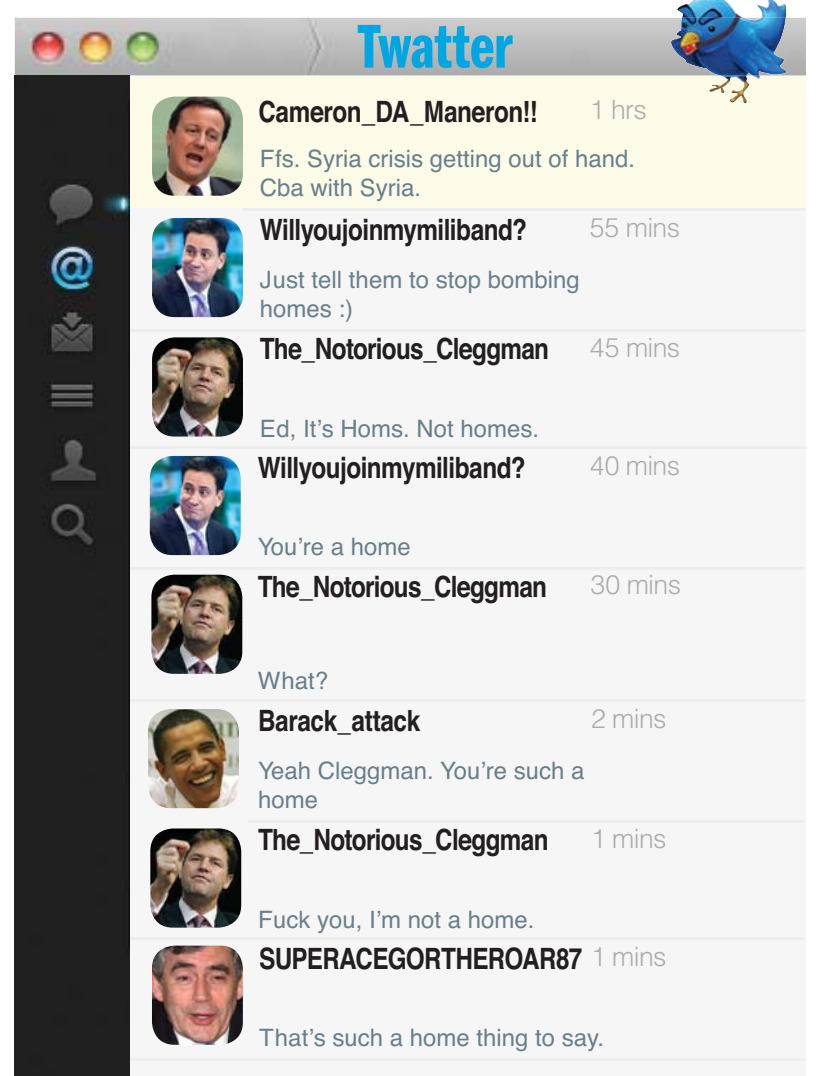 Twatter
Cameron_DA_Maneron!! 1 hrs
Ffs. Syria crisis getting out of hand.
Cba with Syria.
Willyoujoinmymiliband? 55 mins
Just tell them to stop bombing
homes :)
The_Notorious_Cleggman 45 mins
Ed, It's Homs. Not homes.
Willyoujoinmymiliband? 40 mins
You're a home
The_Notorious_Cleggman 30 mins
What?
Barack_attack 2 mins
Yeah Cleggman. You're such a
home
The_Notorious_Cleggman 1 mins
Fuck you, I'm not a home.
SUPERACEGORTHEROAR87 1 mins
That's such a home thing to say.